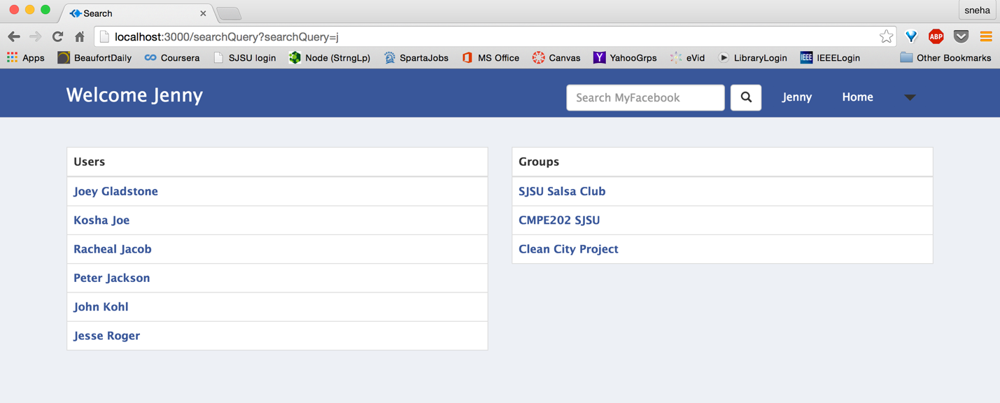 Search
sneha
localhost:3000/searchQuery?searchQuery=j
ABP
Apps BeaufortDaily Coursera SJSU login Node (StrngLp) SpartaJobs MS Office Canvas Y YahooGrps eVid LibraryLogin IEEE IEEELogin Other Bookmarks
Welcome Jenny
Search MyFacebook
Jenny Home
Users
Joey Gladstone
Kosha Joe
Racheal Jacob
Peter Jackson
John Kohl
Jesse Roger
Groups
SJSU Salsa Club
CMPE202 SJSU
Clean City Project